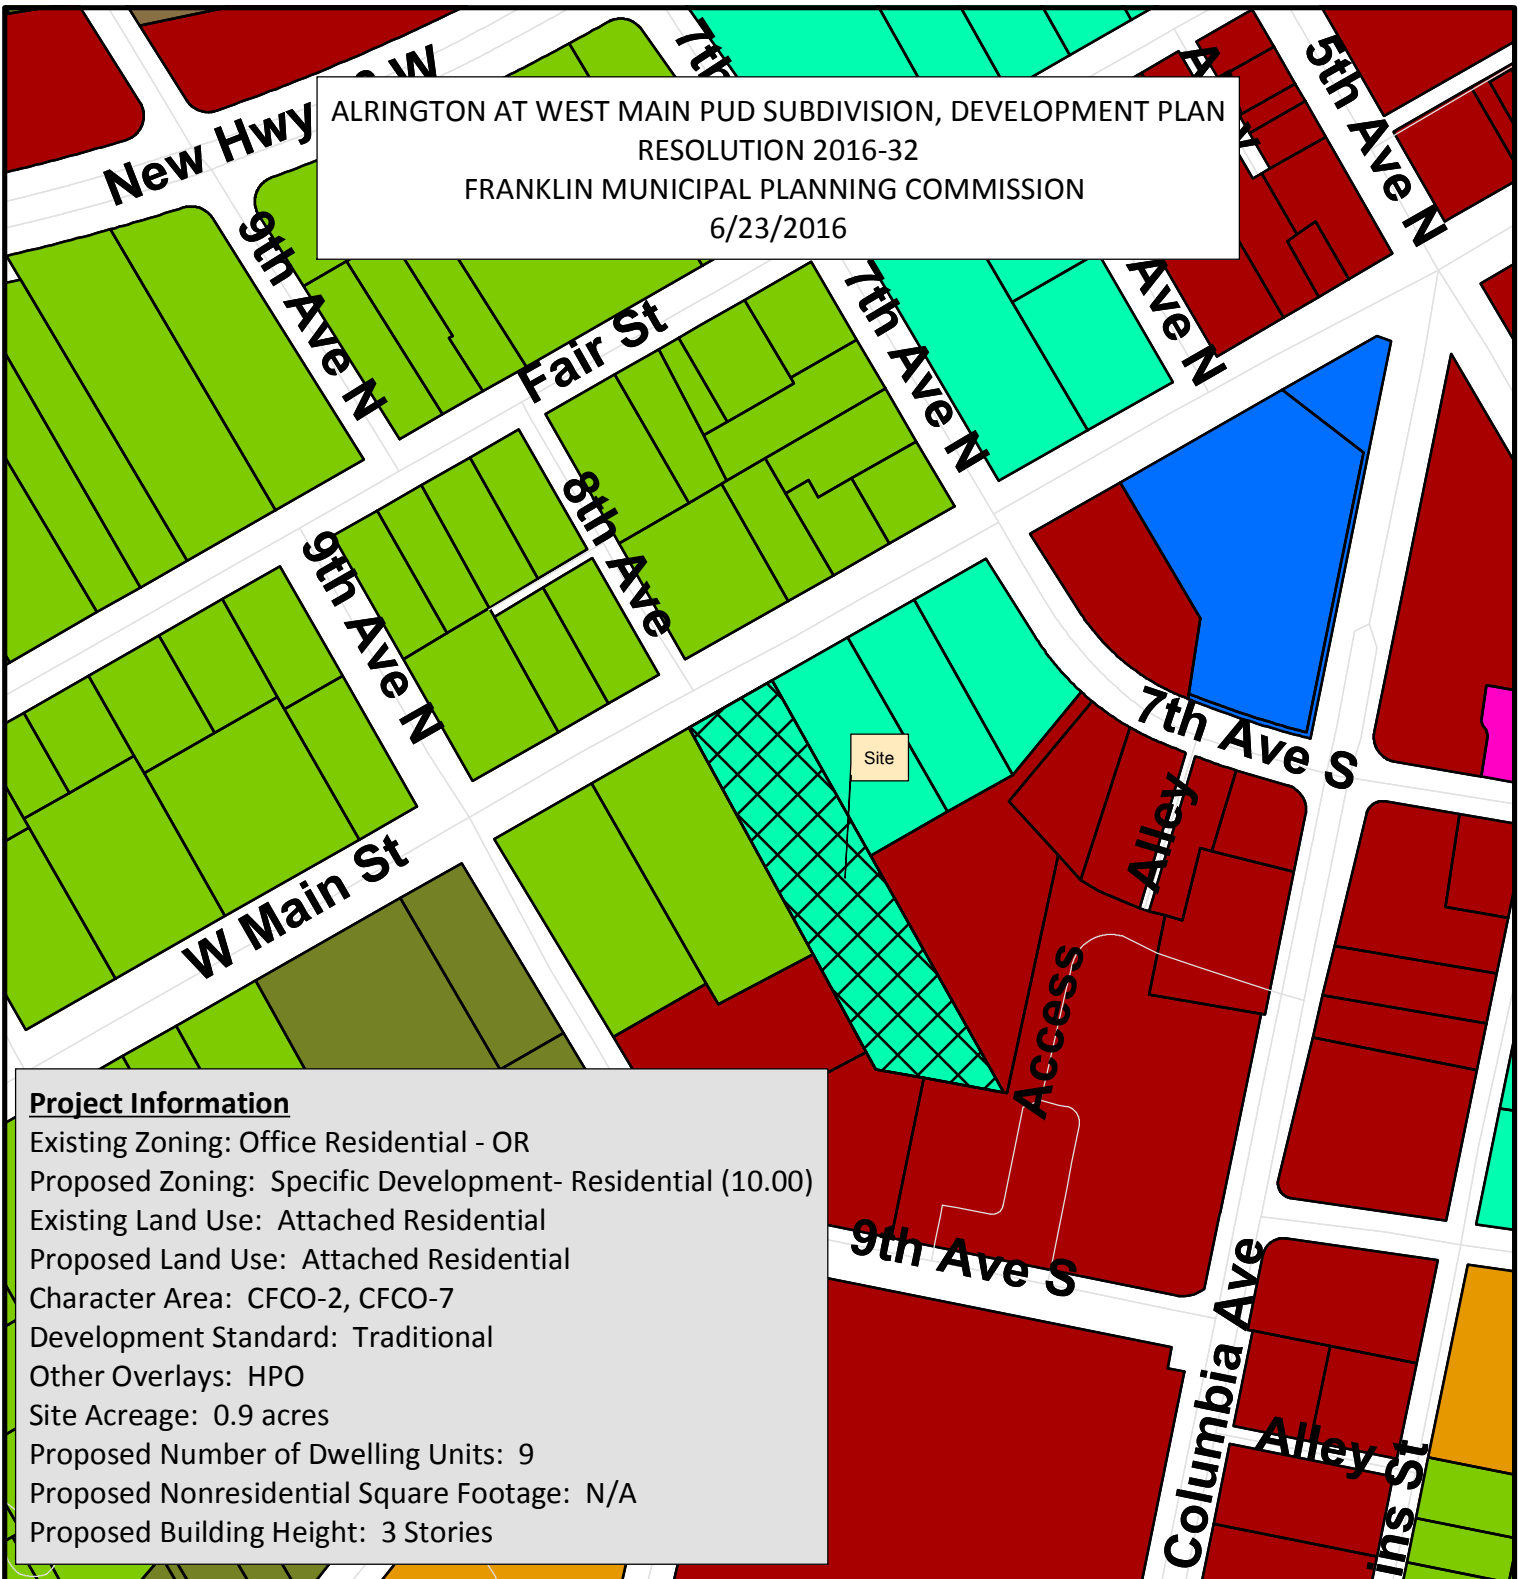 ALRINGTON AT WEST MAIN PUD SUBDIVISION, DEVELOPMENT PLAN
RESOLUTION 2016-32
FRANKLIN MUNICIPAL PLANNING COMMISSION
6/23/2016
New Hwy
W
7th
5th Ave N
9th Ave N
Fair St
7th Ave N
Ave N
8th Ave
9th Ave N
7th Ave S
Site
Alley
W Main St
Access
9th Ave S
Columbia Ave
Alley
ins St
Project Information
Existing Zoning: Office Residential - OR
Proposed Zoning: Specific Development- Residential (10.00)
Existing Land Use: Attached Residential
Proposed Land Use: Attached Residential
Character Area: CFCO-2, CFCO-7
Development Standard: Traditional
Other Overlays: HPO
Site Acreage: 0.9 acres
Proposed Number of Dwelling Units: 9
Proposed Nonresidential Square Footage: N/A
Proposed Building Height: 3 Stories